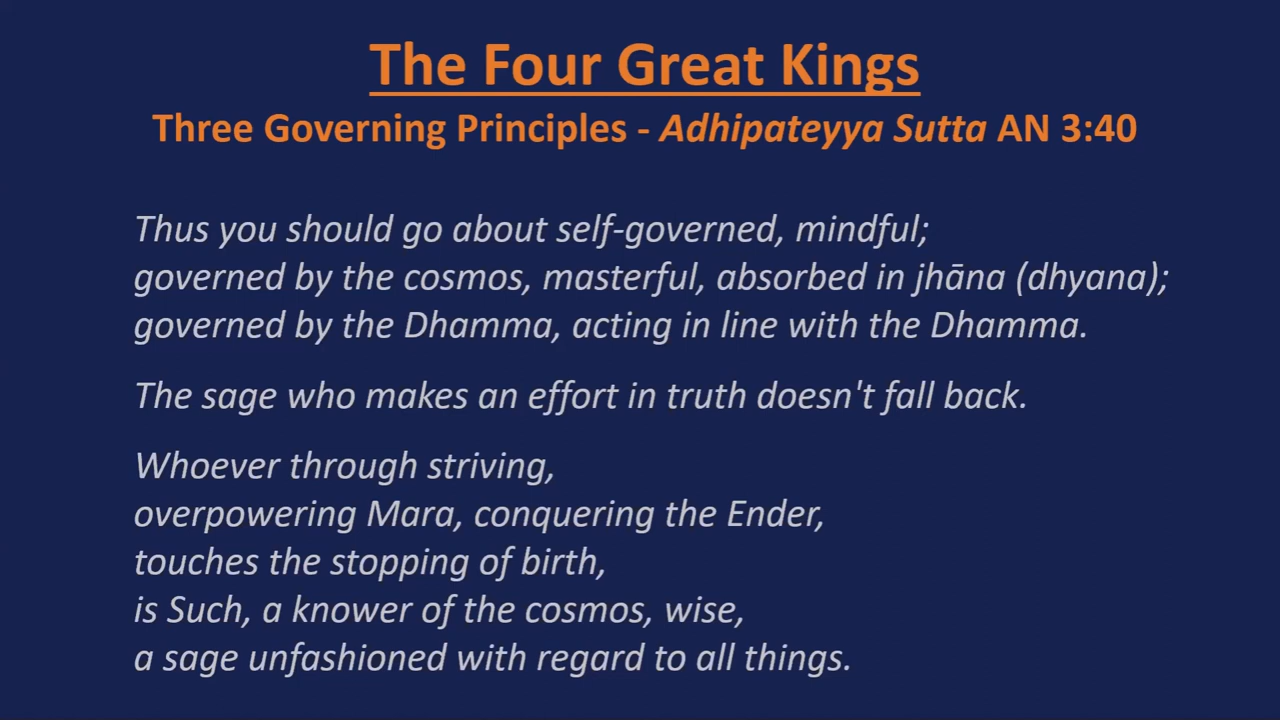 The Four Great Kings
Three Governing Principles - Adhipateyya Sutta AN 3:40
Thus you should go about self-governed, mindful;
governed by the cosmos, masterful, absorbed in jhāna (dhyana);
governed by the Dhamma, acting in line with the Dhamma.
The sage who makes an effort in truth doesn't fall back.
Whoever through striving,
overpowering Mara, conquering the Ender,
touches the stopping of birth,
is Such, a knower of the cosmos, wise,
a sage unfashioned with regard to all things.